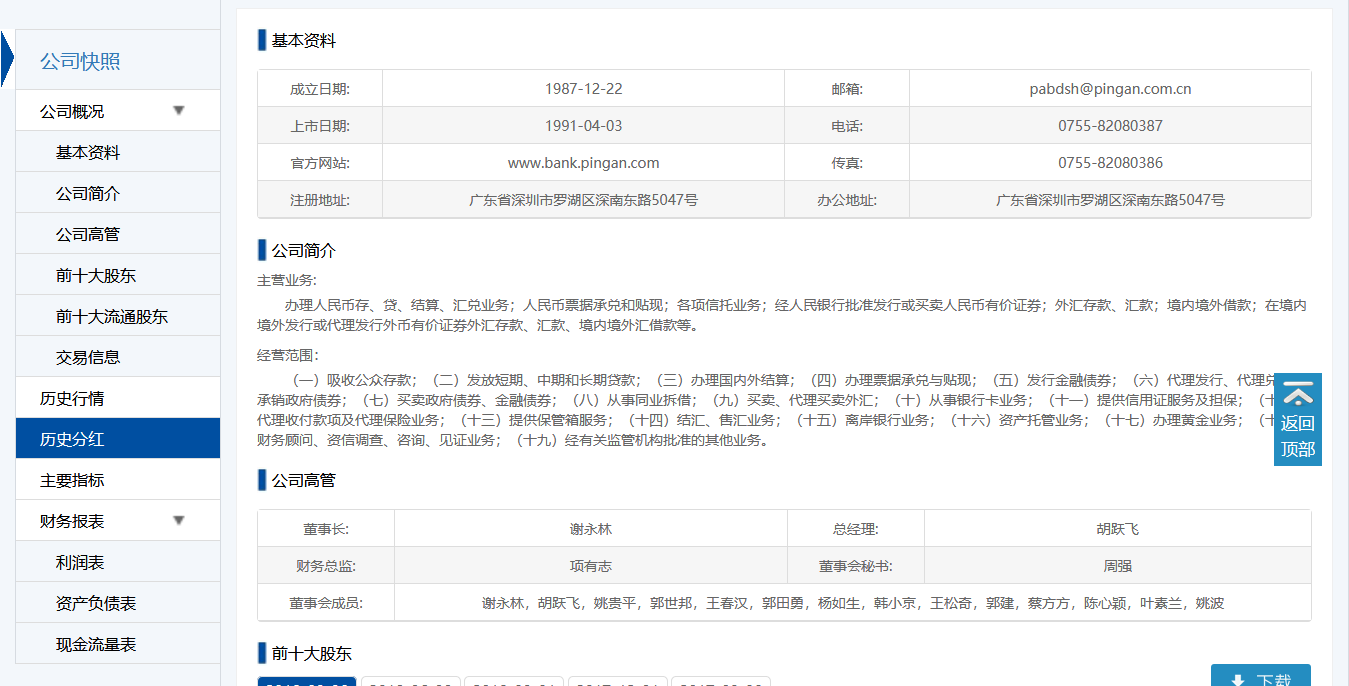 公司快照
公司概况
基本资料
公司简介
公司高管
前十大股东
前十大流通股东
交易信息
历史行情
历史分红
主要指标
财务报表
利润表
资产负债表
现金流量表
基本资料
成立日期: 1987-12-22 邮箱: pabdsh@pingan.com.cn
上市日期: 1991-04-03 电话: 0755-82080387
官方网站: www.bank.pingan.com 传真: 0755-82080386
注册地址: 广东省深圳市罗湖区深南东路5047号 办公地址: 广东省深圳市罗湖区深南东路5047号
公司简介
主营业务:
办理人民币存、贷、结算、汇兑业务；人民币票据承兑和贴现；各项信托业务；经人民银行批准发行或买卖人民币有价证券；外汇存款、汇款；境内境外借款；在境内
境外发行或代理发行外币有价证券外汇存款、汇款、境内境外汇借款等。
经营范围:
（一）吸收公众存款；（二）发放短期、中期和长期贷款；（三）办理国内外结算；（四）办理票据承兑与贴现；（五）发行金融债券；（六）代理发行、代理兑
承销政府债券；（七）买卖政府债券、金融债券；（八）从事同业拆借；（九）买卖、代理买卖外汇；（十）从事银行卡业务；（十一）提供信用证服务及担保；（十
代理收付款项及代理保险业务；（十三）提供保管箱服务；（十四）结汇、售汇业务；（十五）离岸银行业务；（十六）资产托管业务；（十七）办理黄金业务；（十
财务顾问、资信调查、咨询、见证业务；（十九）经有关监管机构批准的其他业务。
返回
顶部
公司高管
董事长: 谢永林 总经理: 胡跃飞
财务总监: 项有志 董事会秘书: 周强
董事会成员: 谢永林，胡跃飞，姚贵平，郭世邦，王春汉，郭田勇，杨如生，韩小京，王松奇，郭建，蔡方方，陈心颖，叶素兰，姚波
前十大股东
下载